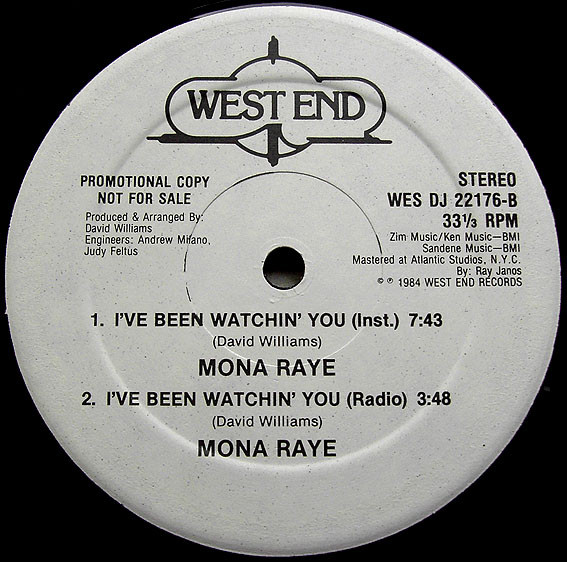 WEST END
PROMOTIONAL COPY
NOT FOR SALE
Produced & Arranged By:
David Williams
Engineers: Andrew Milano,
Judy Feltus
STEREO
WES DJ 22176-B
33⅓ RPM
Zim Music/Ken Music—BMI
Sandene Music—BMI
Mastered at Atlantic Studios, N.Y.C.
By: Ray Janos
© ℗ 1984 WEST END RECORDS
1. I'VE BEEN WATCHIN' YOU (Inst.) 7:43
(David Williams)
MONA RAYE
2. I'VE BEEN WATCHIN' YOU (Radio) 3:48
(David Williams)
MONA RAYE